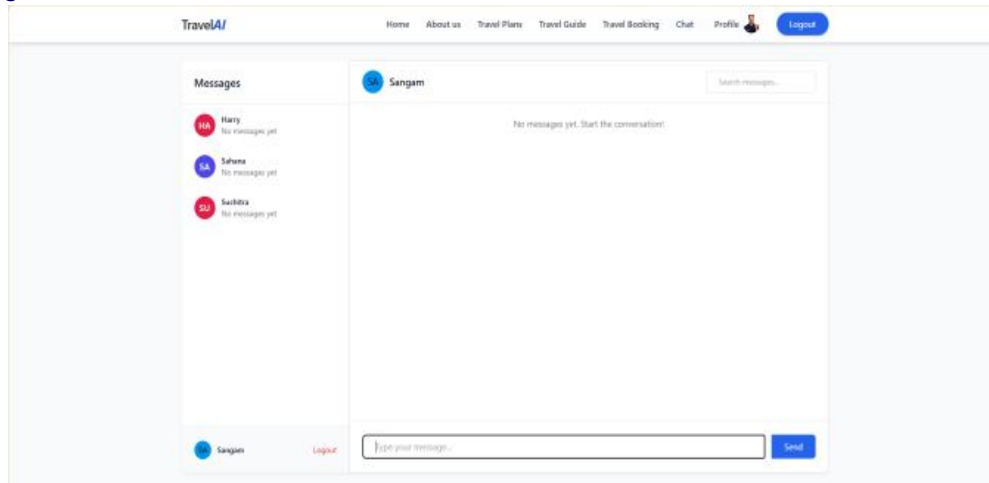 TravelAI Home About us Travel Plans Travel Guide Travel Booking Chat Profile Logout
Messages
HA Harry
No messages yet
SA Sahana
No messages yet
SU Suchitra
No messages yet
SA Sangam Logout
SA Sangam Search messages...
No messages yet. Start the conversation!
Type your message... Send